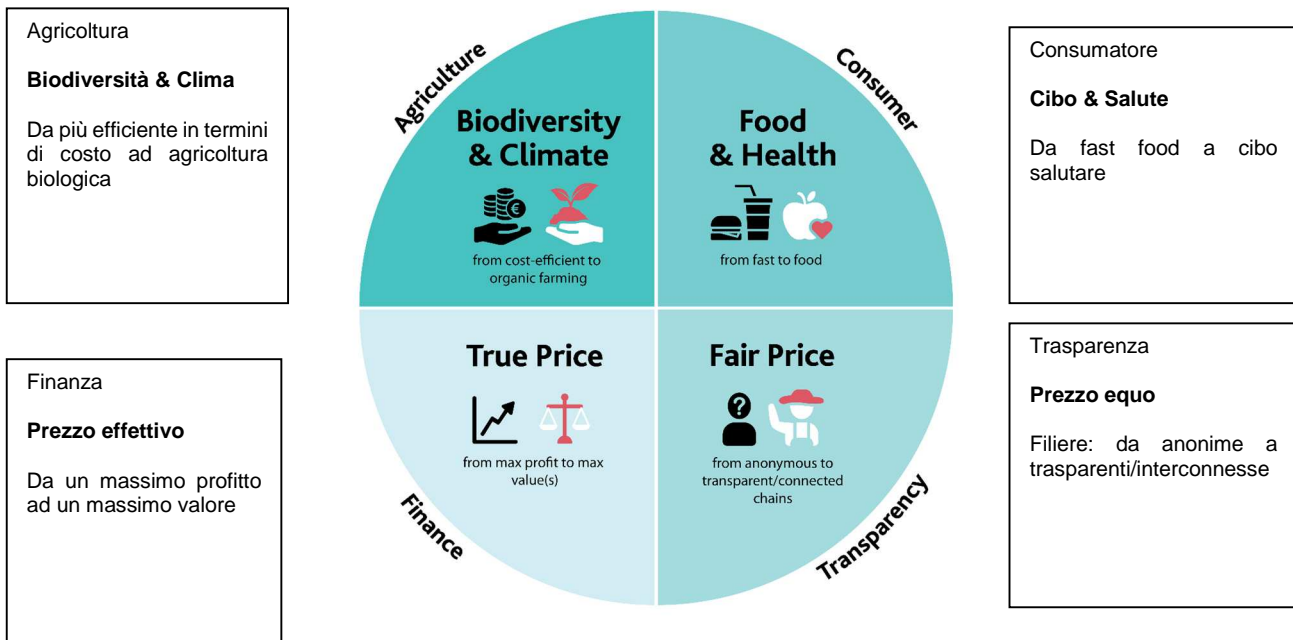 Agricoltura
Biodiversità & Clima
Da più efficiente in termini
di costo ad agricoltura
biologica
Agriculture
Biodiversity
& Climate
€
from cost-efficient to
organic farming
Consumer
Food
& Health
from fast to food
Consumatore
Cibo & Salute
Da fast food a cibo
salutare
Finanza
Prezzo effettivo
Da un massimo profitto
ad un massimo valore
True Price
from max profit to max
value(s)
Finance
Fair Price
?
from anonymous to
transparent/connected
chains
Transparency
Trasparenza
Prezzo equo
Filiere: da anonime a
trasparenti/interconnesse